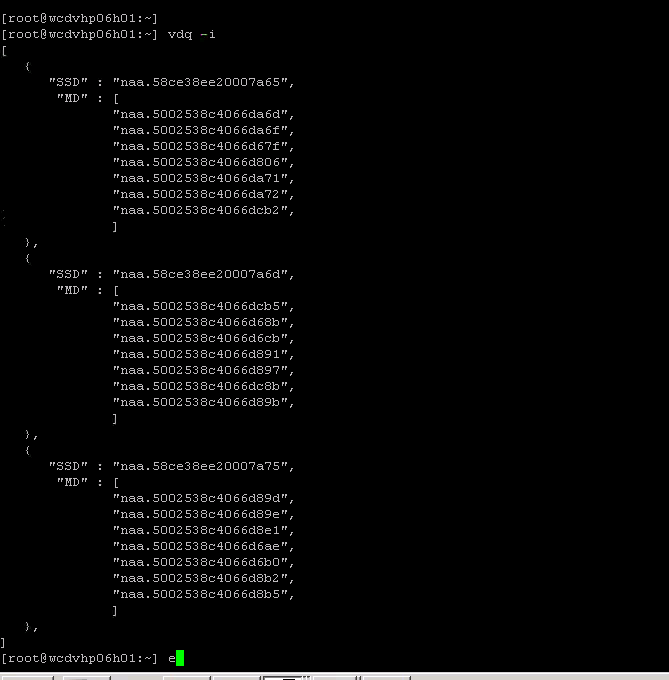 [root@wcdvhp06h01:~]
[root@wcdvhp06h01:~] vdq -i
[
{
"SSD" : "naa.58ce38ee20007a65",
"MD" : [
"naa.5002538c4066da6d",
"naa.5002538c4066da6f",
"naa.5002538c4066d67f",
"naa.5002538c4066d806",
"naa.5002538c4066da71",
"naa.5002538c4066da72",
"naa.5002538c4066dcb2",
]
},
{
"SSD" : "naa.58ce38ee20007a6d",
"MD" : [
"naa.5002538c4066dcb5",
"naa.5002538c4066d68b",
"naa.5002538c4066d6cb",
"naa.5002538c4066d891",
"naa.5002538c4066d897",
"naa.5002538c4066dc8b",
"naa.5002538c4066d89b",
]
},
{
"SSD" : "naa.58ce38ee20007a75",
"MD" : [
"naa.5002538c4066d89d",
"naa.5002538c4066d89e",
"naa.5002538c4066d8e1",
"naa.5002538c4066d6ae",
"naa.5002538c4066d6b0",
"naa.5002538c4066d8b2",
"naa.5002538c4066d8b5",
]
},
]
[root@wcdvhp06h01:~] e